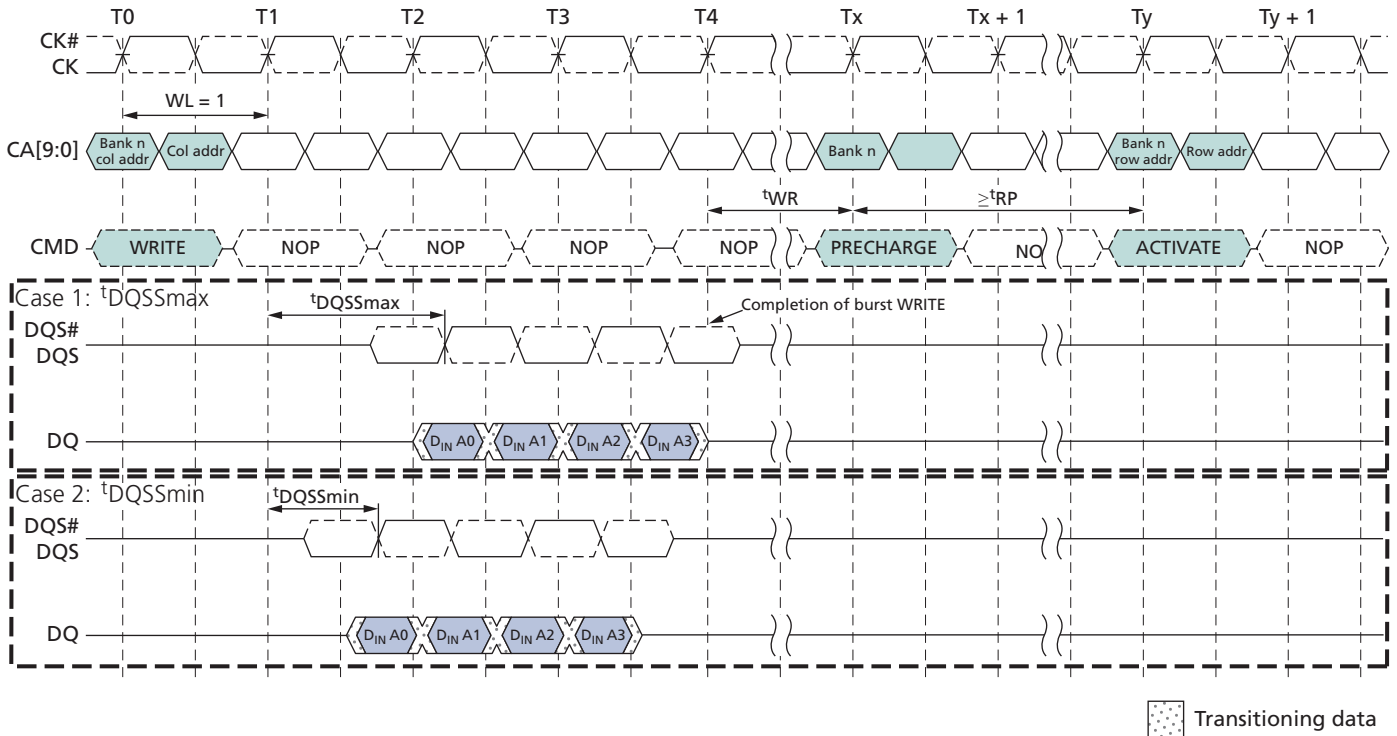 T0 T1 T2 T3 T4 Tx Tx + 1 Ty Ty + 1
CK#
CK
WL = 1
CA[9:0]
Bank n
col addr
Col addr
Bank n
Bank n
row addr
Row addr
tWR
≥tRP
CMD WRITE NOP NOP NOP NOP PRECHARGE NO ACTIVATE NOP
Case 1: tDQSSmax
tDQSSmax
Completion of burst WRITE
DQS#
DQS
DQ DIN A0 DIN A1 DIN A2 DIN A3
Case 2: tDQSSmin
tDQSSmin
DQS#
DQS
DQ DIN A0 DIN A1 DIN A2 DIN A3
Transitioning data